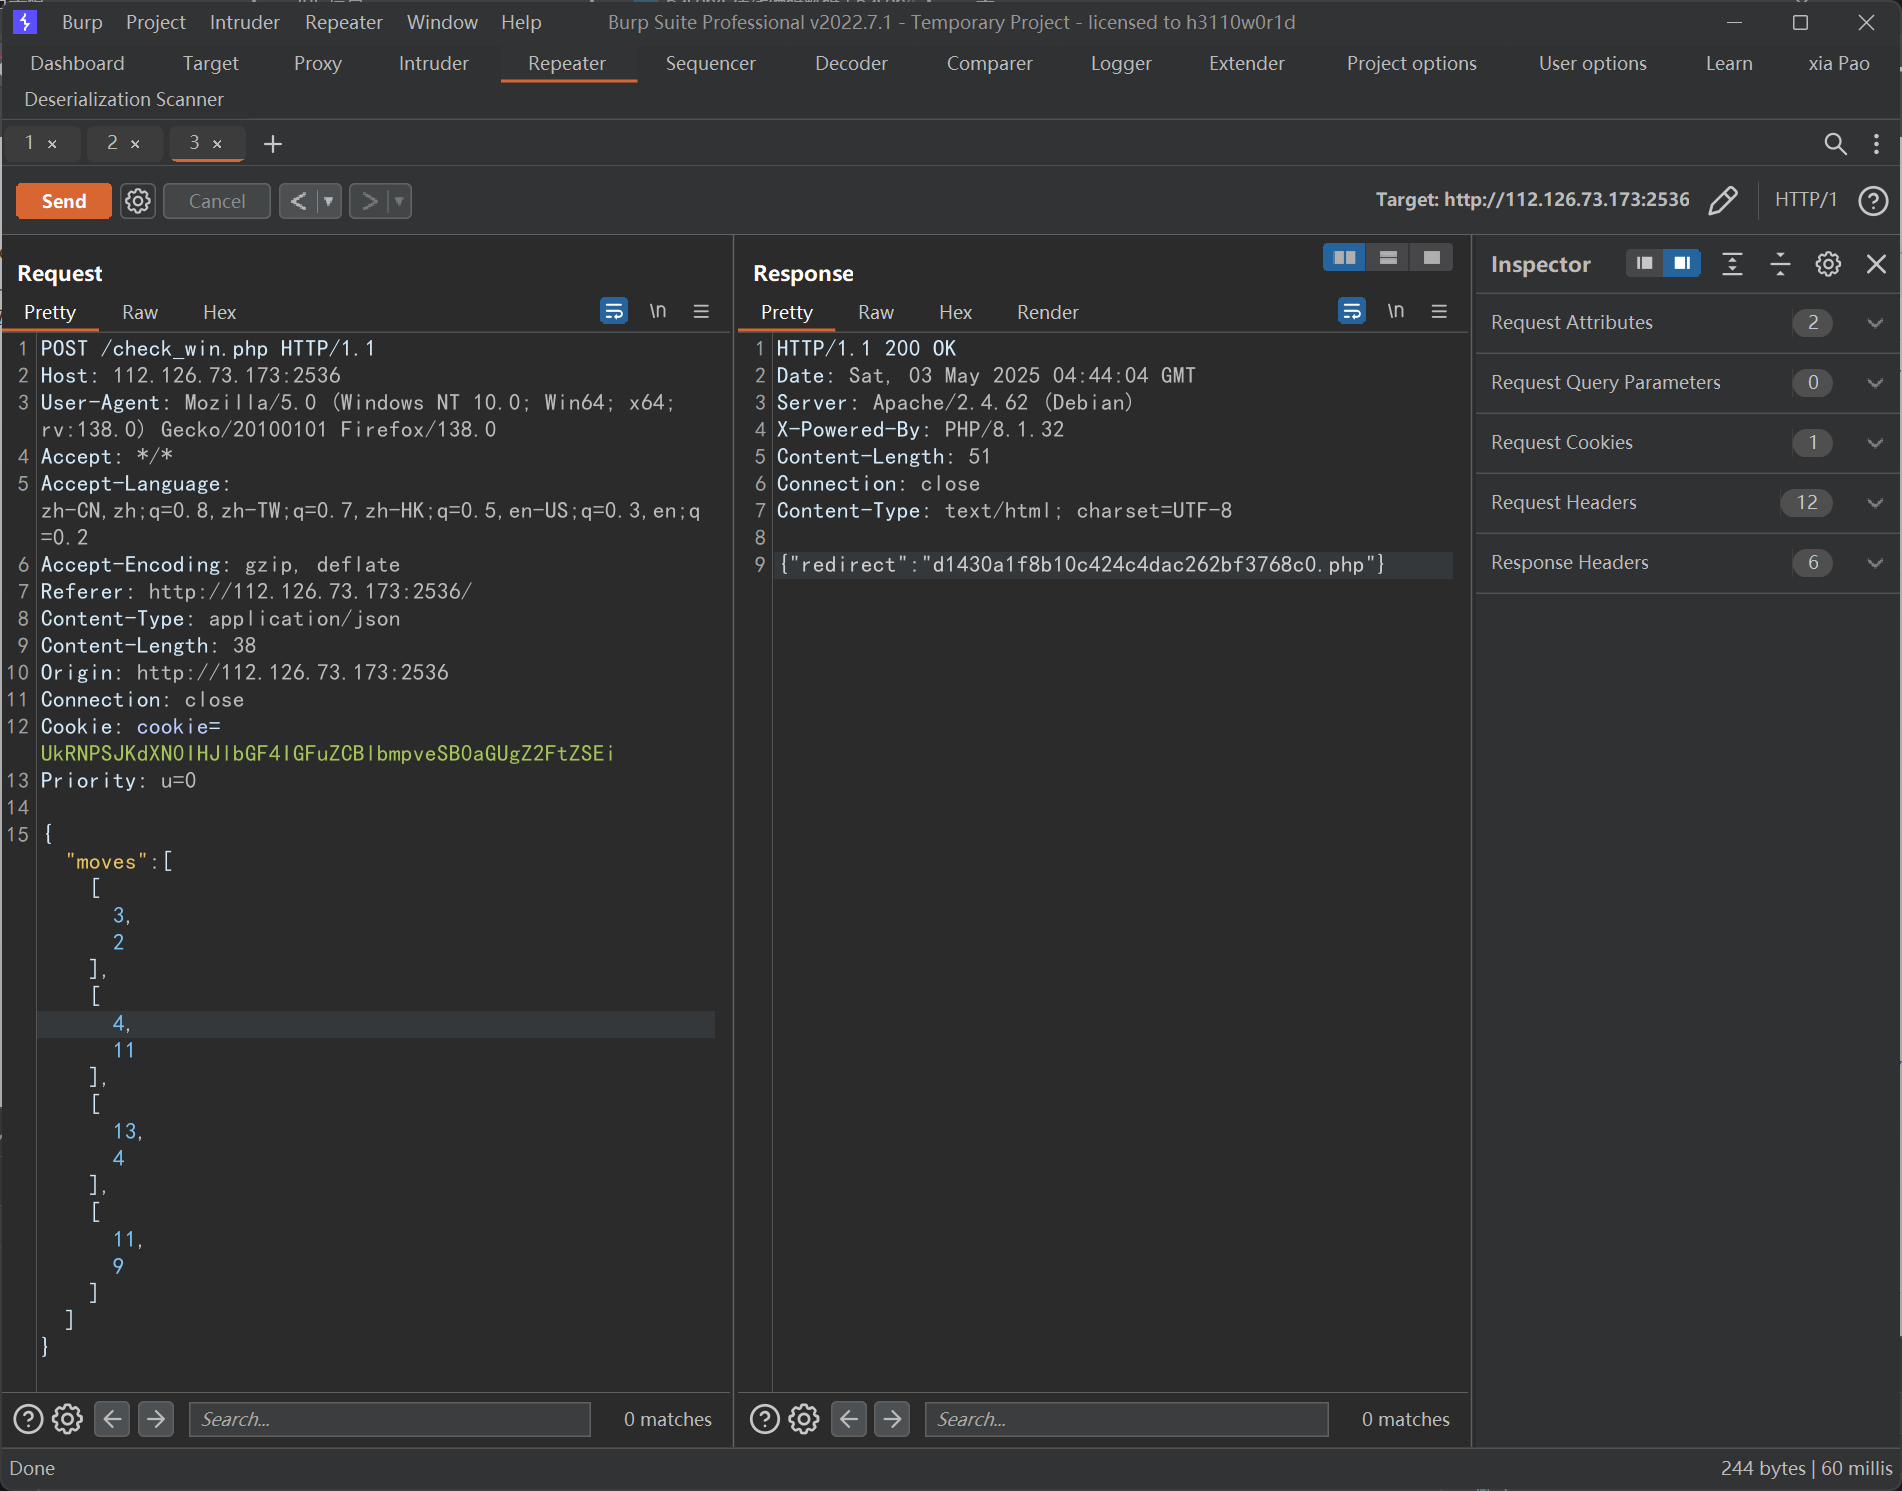 Burp Project Intruder Repeater Window Help Burp Suite Professional v2022.7.1 - Temporary Project - licensed to h3110w0r1d
Dashboard Target Proxy Intruder Repeater Sequencer Decoder Comparer Logger Extender Project options User options Learn xia Pao
Deserialization Scanner
1 × 2 × 3 × +
Send Cancel < > Target: http://112.126.73.173:2536 HTTP/1 ?
Request
Pretty Raw Hex \n
1 POST /check_win.php HTTP/1.1
2 Host: 112.126.73.173:2536
3 User-Agent: Mozilla/5.0 (Windows NT 10.0; Win64; x64;
rv:138.0) Gecko/20100101 Firefox/138.0
4 Accept: */*
5 Accept-Language:
zh-CN,zh;q=0.8,zh-TW;q=0.7,zh-HK;q=0.5,en-US;q=0.3,en;q
=0.2
6 Accept-Encoding: gzip, deflate
7 Referer: http://112.126.73.173:2536/
8 Content-Type: application/json
9 Content-Length: 38
10 Origin: http://112.126.73.173:2536
11 Connection: close
12 Cookie: cookie=
UkRNPSJKdXN0IHJlbGF4IGFuZCBlbmpveSB0aGUgZ2FtZSEi
13 Priority: u=0
14
15 {
"moves":[
[
3,
2
],
[
4,
11
],
[
13,
4
],
[
11,
9
]
]
}
? Search... 0 matches
Response
Pretty Raw Hex Render \n
1 HTTP/1.1 200 OK
2 Date: Sat, 03 May 2025 04:44:04 GMT
3 Server: Apache/2.4.62 (Debian)
4 X-Powered-By: PHP/8.1.32
5 Content-Length: 51
6 Connection: close
7 Content-Type: text/html; charset=UTF-8
8
9 {"redirect":"d1430a1f8b10c424c4dac262bf3768c0.php"}
? Search... 0 matches
Inspector
Request Attributes 2
Request Query Parameters 0
Request Cookies 1
Request Headers 12
Response Headers 6
Done 244 bytes | 60 millis